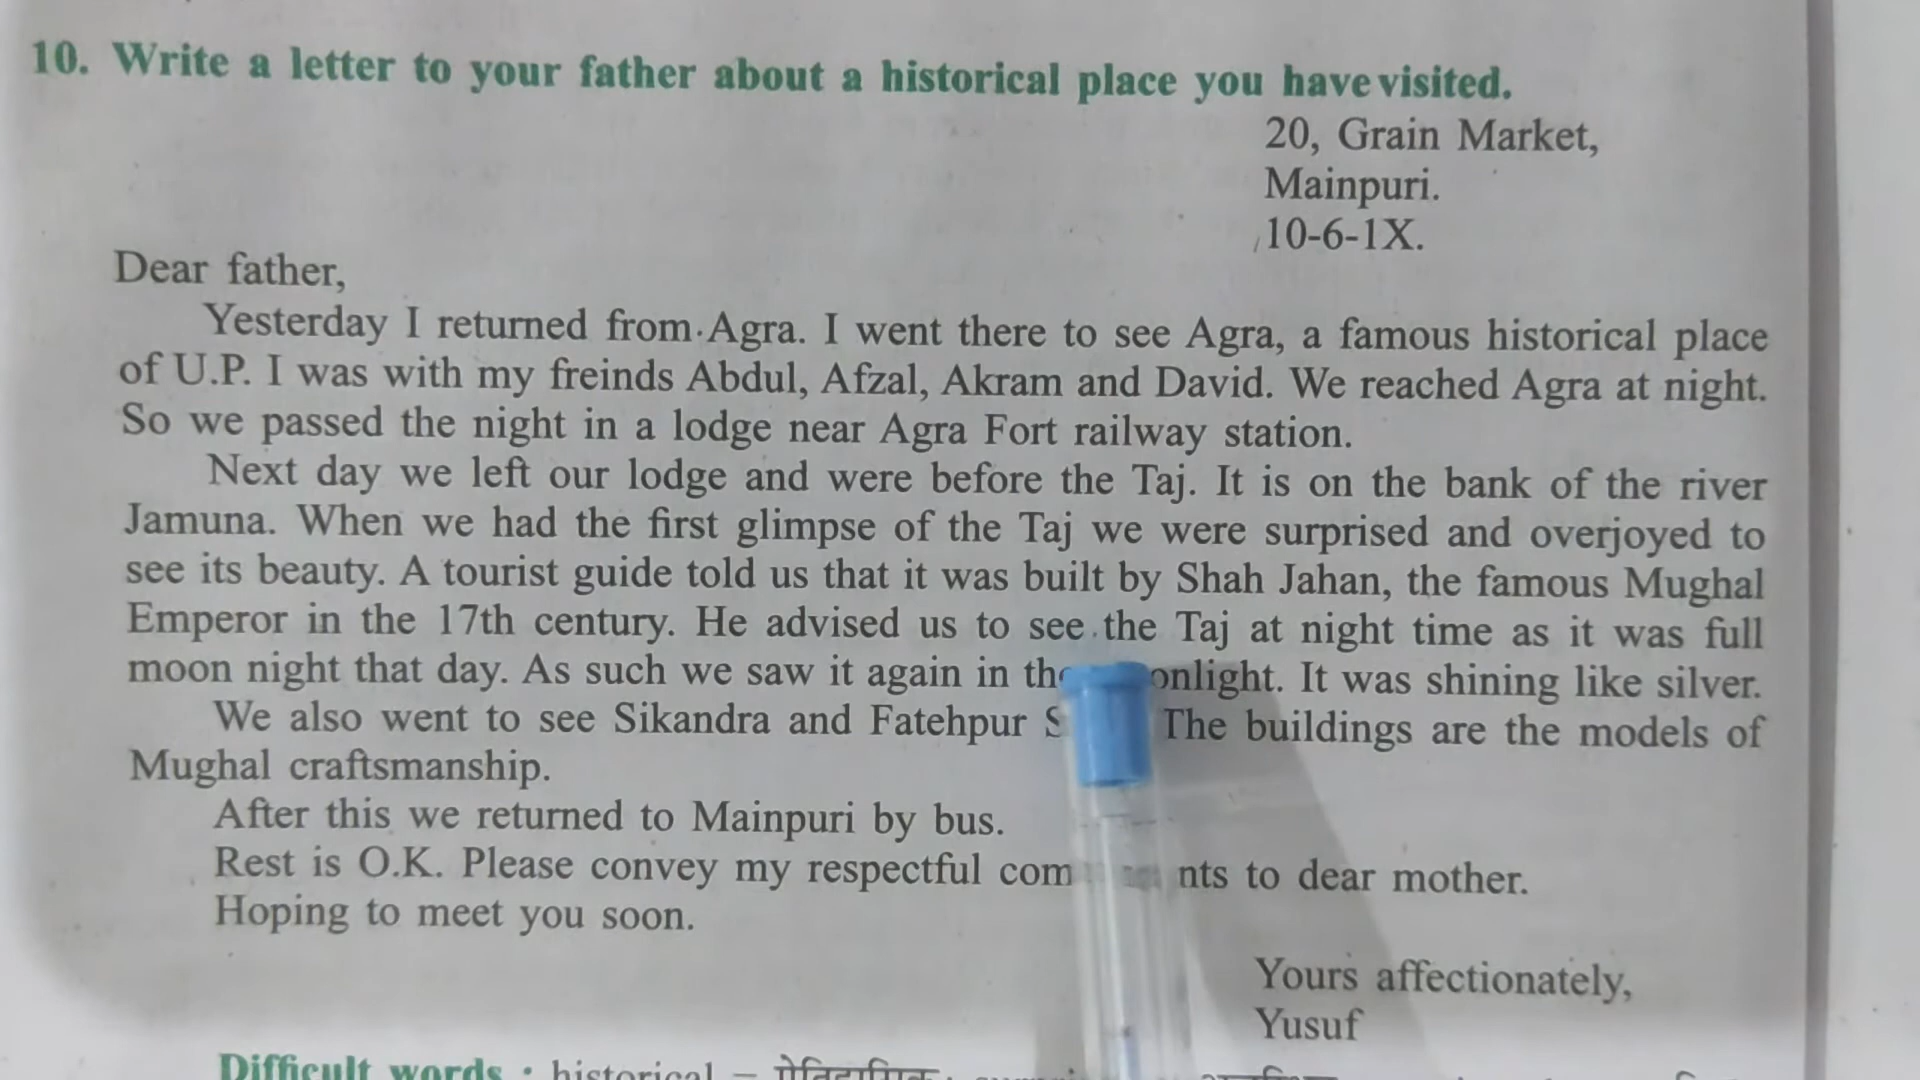 10. Write a letter to your father about a historical place you have visited.
20, Grain Market,
Mainpuri.
10-6-1X.
Dear father,
Yesterday I returned from Agra. I went there to see Agra, a famous historical place
of U.P. I was with my freinds Abdul, Afzal, Akram and David. We reached Agra at night.
So we passed the night in a lodge near Agra Fort railway station.
Next day we left our lodge and were before the Taj. It is on the bank of the river
Jamuna. When we had the first glimpse of the Taj we were surprised and overjoyed to
see its beauty. A tourist guide told us that it was built by Shah Jahan, the famous Mughal
Emperor in the 17th century. He advised us to see the Taj at night time as it was full
moon night that day. As such we saw it again in It was shining like silver.
We also went to see Sikandra and Fatehpur The buildings are the models of
Mughal craftsmanship.
After this we returned to Mainpuri by bus.
Rest is O.K. Please convey my respectful to dear mother.
Hoping to meet you soon.
Yours affectionately,
Yusuf
Difficult words : historical –